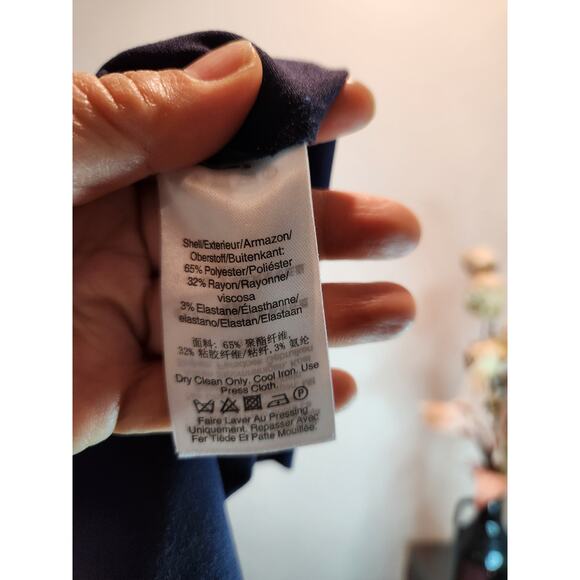 Shell/Exterieur/Armazon/
Oberstoff/Buitenkant:
65% Polyester/Poliéster
32% Rayon/Rayonne/
viscosa
3% Elastane/Élasthanne/
elastano/Elastan/Elastaan
面料: 65% 聚酯纤维,
32% 粘胶纤维/粘纤,3% 氨纶
Dry Clean Only. Cool Iron. Use
Press Cloth.
Faire Laver Au Pressing
Uniquement. Repasser Avec
Fer Tiède Et Patte Mouillée.